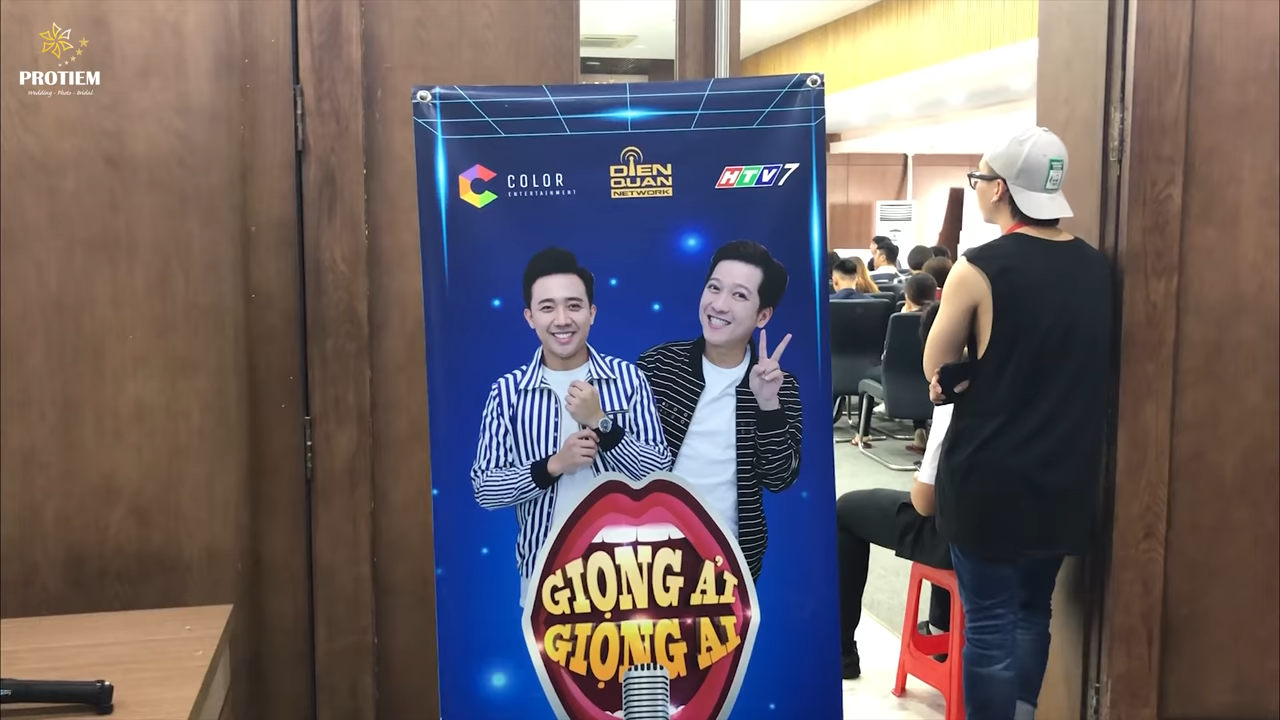 PROTIEM
Wedding - Photo - Bridal
COLOR
ENTERTAINMENT
DIEN
QUAN
NETWORK
HTV7
GIỌNG ẢI
GIỌNG AI